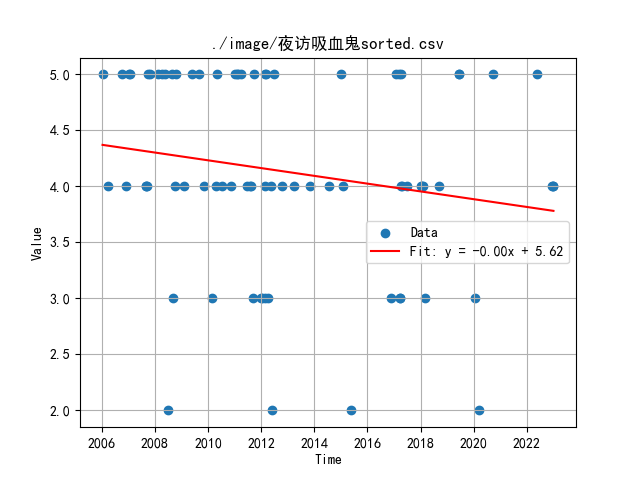 ./image/夜访吸血鬼sorted.csv
5.0
4.5
4.0
3.5
3.0
2.5
2.0
Value
Data
Fit: y = -0.00x + 5.62
2006 2008 2010 2012 2014 2016 2018 2020 2022
Time